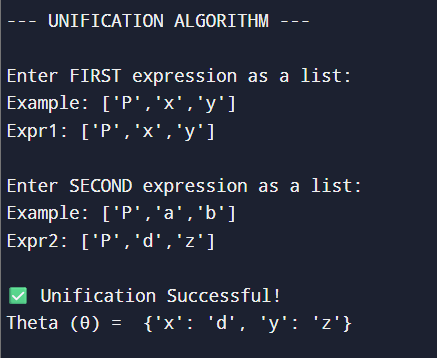 --- UNIFICATION ALGORITHM ---
Enter FIRST expression as a list:
Example: ['P','x','y']
Expr1: ['P','x','y']
Enter SECOND expression as a list:
Example: ['P','a','b']
Expr2: ['P','d','z']
✅ Unification Successful!
Theta (θ) =  {'x': 'd', 'y': 'z'}